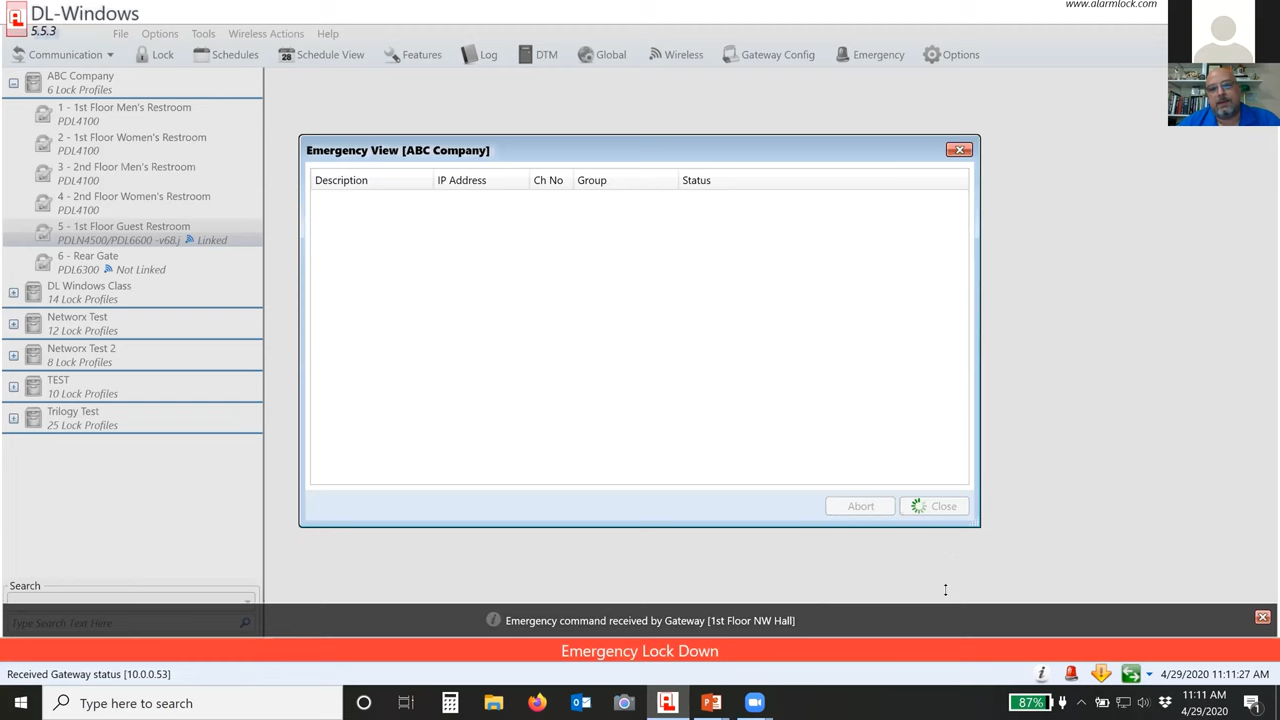 DL-Windows
www.alarmlock.com
5.5.3
File Options Tools Wireless Actions Help
Communication Lock Schedules 28 Schedule View Features Log DTM Global Wireless Gateway Config Emergency Options
ABC Company
6 Lock Profiles
1 - 1st Floor Men's Restroom
PDL4100
2 - 1st Floor Women's Restroom
PDL4100
3 - 2nd Floor Men's Restroom
PDL4100
4 - 2nd Floor Women's Restroom
PDL4100
5 - 1st Floor Guest Restroom
PDLN4500/PDL6600 -v68.j Linked
6 - Rear Gate
PDL6300 Not Linked
DL Windows Class
14 Lock Profiles
Networx Test
12 Lock Profiles
Networx Test 2
8 Lock Profiles
TEST
10 Lock Profiles
Trilogy Test
25 Lock Profiles
Emergency View [ABC Company]
Description IP Address Ch No Group Status
Abort Close
Search
Type Search Text Here
Emergency command received by Gateway [1st Floor NW Hall]
Emergency Lock Down
Received Gateway status [10.0.0.53]
4/29/2020 11:11:27 AM
Type here to search
87%
11:11 AM
4/29/2020
1